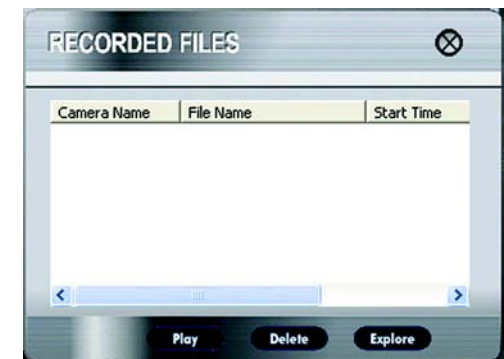 RECORDED FILES
Camera Name File Name Start Time
Play Delete Explore